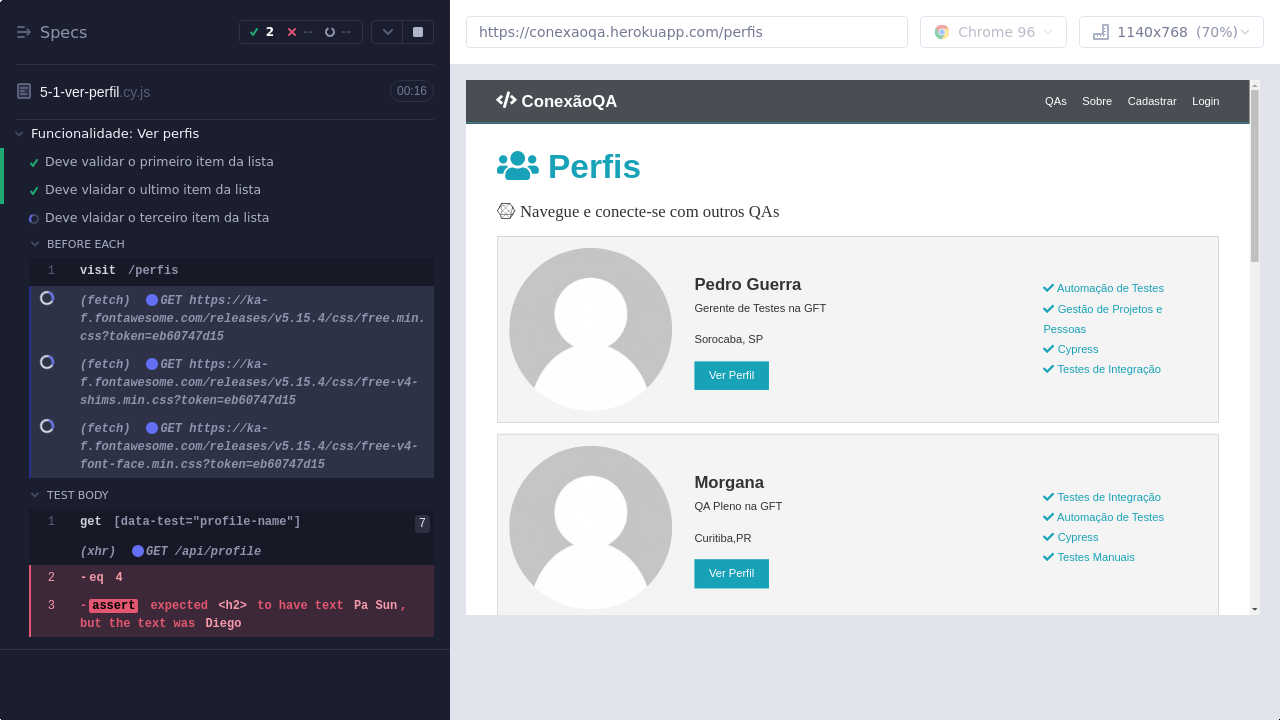 Specs
2
--
--
5-1-ver-perfil.cy.js
00:16
Funcionalidade: Ver perfis
Deve validar o primeiro item da lista
Deve vlaidar o ultimo item da lista
Deve vlaidar o terceiro item da lista
BEFORE EACH
1 visit /perfis
(fetch) GET https://ka-
f.fontawesome.com/releases/v5.15.4/css/free.min.
css?token=eb60747d15
(fetch) GET https://ka-
f.fontawesome.com/releases/v5.15.4/css/free-v4-
shims.min.css?token=eb60747d15
(fetch) GET https://ka-
f.fontawesome.com/releases/v5.15.4/css/free-v4-
font-face.min.css?token=eb60747d15
TEST BODY
1 get [data-test="profile-name"] 7
(xhr) GET /api/profile
2 -eq 4
3 -assert expected <h2> to have text Pa Sun,
but the text was Diego
https://conexaoqa.herokuapp.com/perfis
Chrome 96
1140x768 (70%)
ConexãoQA
QAs Sobre Cadastrar Login
Perfis
Navegue e conecte-se com outros QAs
Pedro Guerra
Gerente de Testes na GFT
Sorocaba, SP
Ver Perfil
Automação de Testes
Gestão de Projetos e
Pessoas
Cypress
Testes de Integração
Morgana
QA Pleno na GFT
Curitiba,PR
Ver Perfil
Testes de Integração
Automação de Testes
Cypress
Testes Manuais